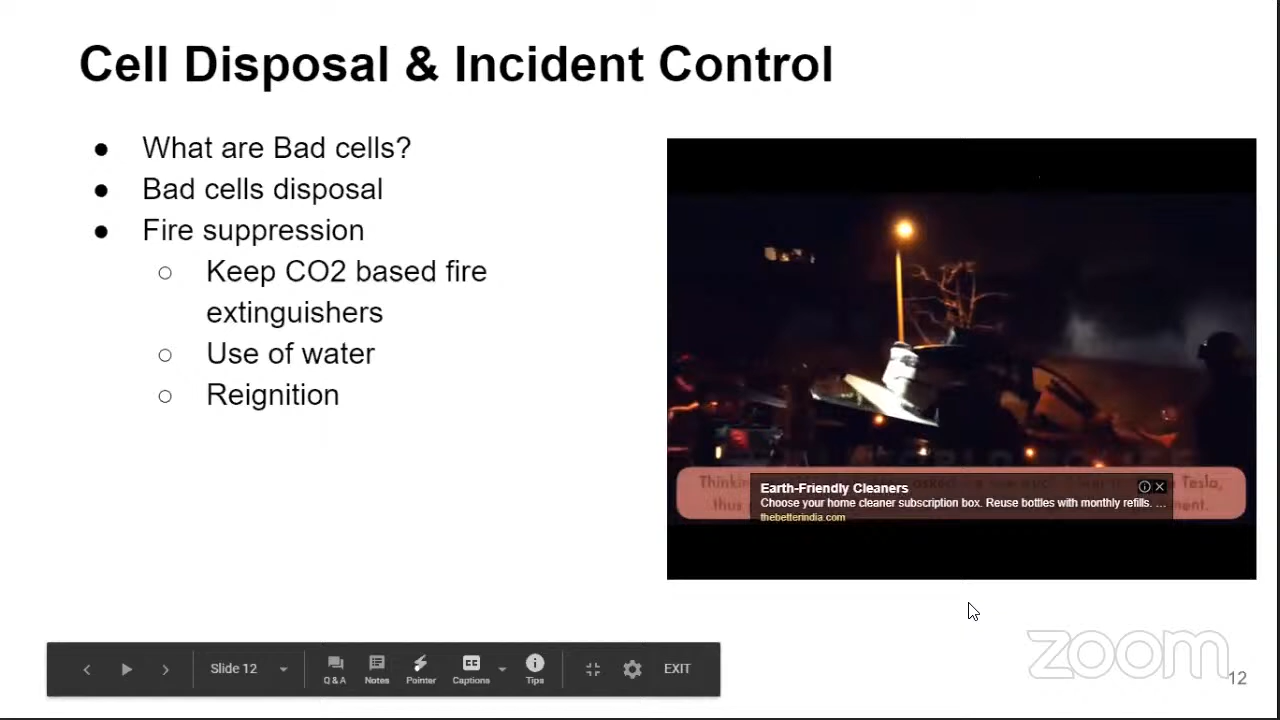 Cell Disposal & Incident Control
● What are Bad cells?
● Bad cells disposal
● Fire suppression
○ Keep CO2 based fire
extinguishers
○ Use of water
○ Reignition
Tesla,
thus
Earth-Friendly Cleaners
Choose your home cleaner subscription box. Reuse bottles with monthly refills. ...
thebetterindia.com
Slide 12
Q & A
Notes
Pointer
Captions
Tips
EXIT
zoom
12